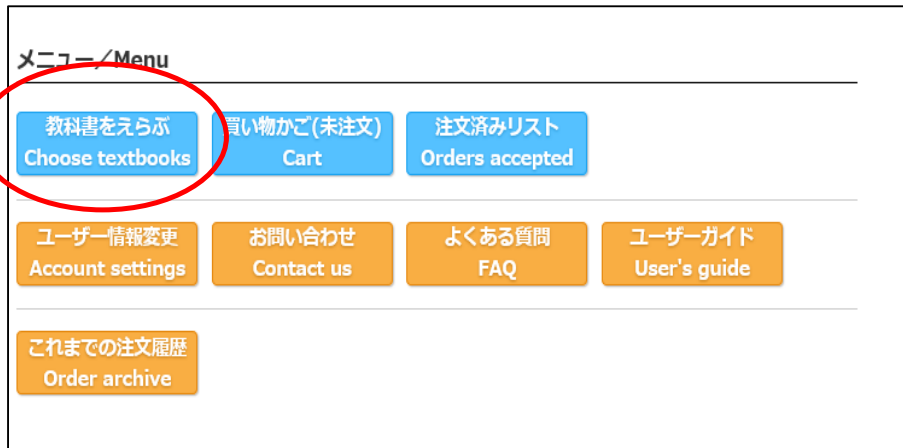 メニュー／Menu
教科書をえらぶ
Choose textbooks
買い物かご(未注文)
Cart
注文済みリスト
Orders accepted
ユーザー情報変更
Account settings
お問い合わせ
Contact us
よくある質問
FAQ
ユーザーガイド
User's guide
これまでの注文履歴
Order archive